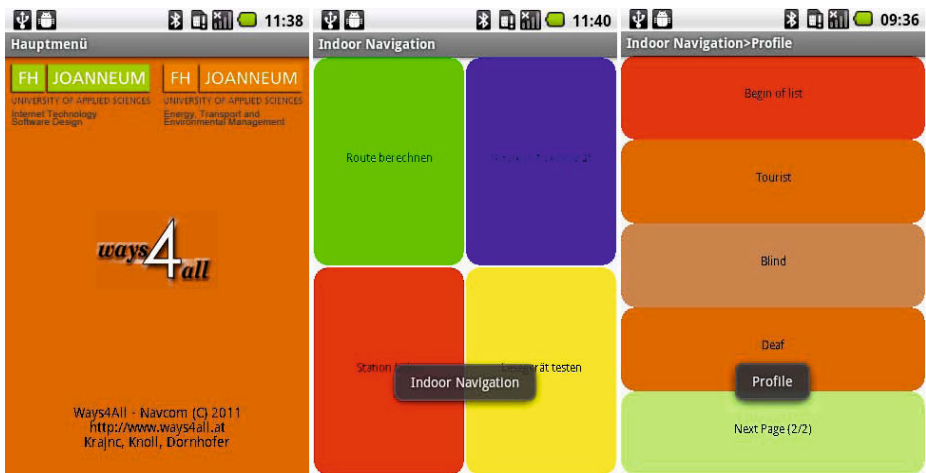 11:38
Hauptmenü
FH JOANNEUM
UNIVERSITY OF APPLIED SCIENCES
Internet Technology
Software Design
FH JOANNEUM
UNIVERSITY OF APPLIED SCIENCES
Energy, Transport and
Environmental Management
ways4all
Ways4All - Navcom (C) 2011
http://www.ways4all.at
Krajnc, Knoll, Dornhofer
11:40
Indoor Navigation
Route berechnen
Station
testen
Indoor Navigation
09:36
Indoor Navigation>Profile
Begin of list
Tourist
Blind
Deaf
Profile
Next Page (2/2)